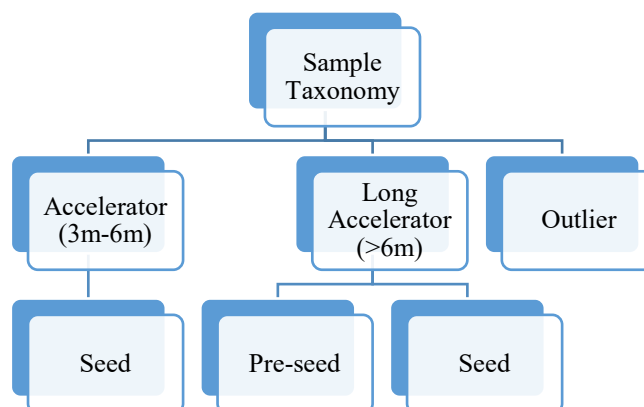 Sample
Taxonomy
Accelerator
(3m-6m)
Long
Accelerator
(>6m)
Outlier
Seed
Pre-seed
Seed